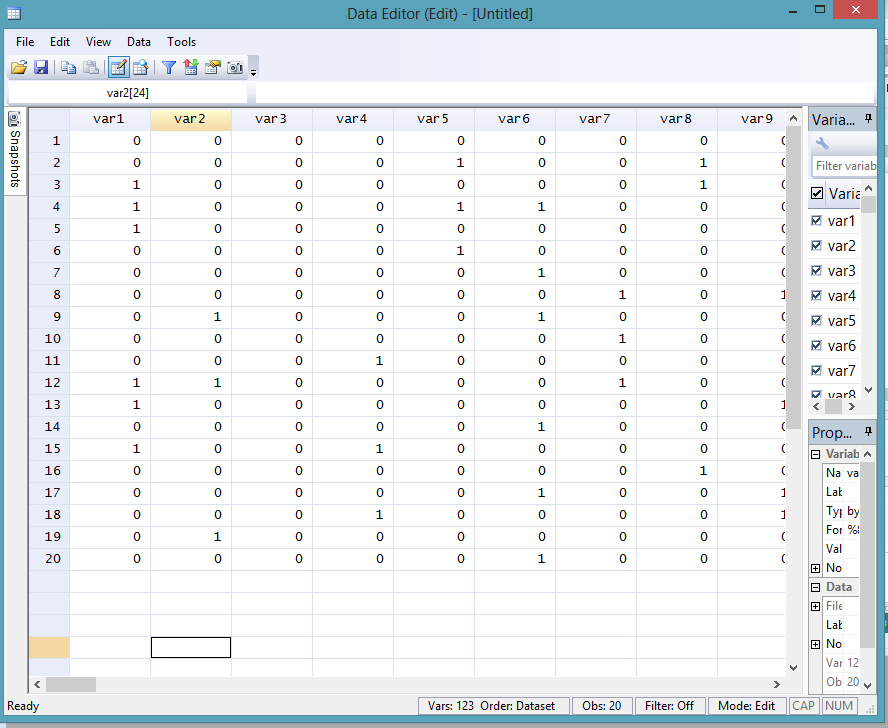 Data Editor (Edit) - [Untitled]
File Edit View Data Tools
var2[24]
Snapshots
var1 var2 var3 var4 var5 var6 var7 var8 var9
1 0 0 0 0 0 0 0 0 0
2 0 0 0 0 1 0 0 1 0
3 1 0 0 0 0 0 0 1 0
4 1 0 0 0 1 1 0 0 0
5 1 0 0 0 0 0 0 0 0
6 0 0 0 0 1 0 0 0 0
7 0 0 0 0 0 1 0 0 0
8 0 0 0 0 0 0 1 0 1
9 0 1 0 0 0 1 0 0 0
10 0 0 0 0 0 0 1 0 0
11 0 0 0 1 0 0 0 0 0
12 1 1 0 0 0 0 1 0 0
13 1 0 0 0 0 0 0 0 1
14 0 0 0 0 0 1 0 0 0
15 1 0 0 1 0 0 0 0 0
16 0 0 0 0 0 0 0 1 0
17 0 0 0 0 0 1 0 0 1
18 0 0 0 1 0 0 0 0 1
19 0 1 0 0 0 0 0 0 0
20 0 0 0 0 0 1 0 0 0
Varia...
Filter variab
Varia
var1
var2
var3
var4
var5
var6
var7
var8
Prop...
Variab
Na va
Lab
Typ by
For %8
Val
No
Data
File
Lab
No
Var 12
Ob 20
Ready
Vars: 123 Order: Dataset
Obs: 20
Filter: Off
Mode: Edit
CAP
NUM